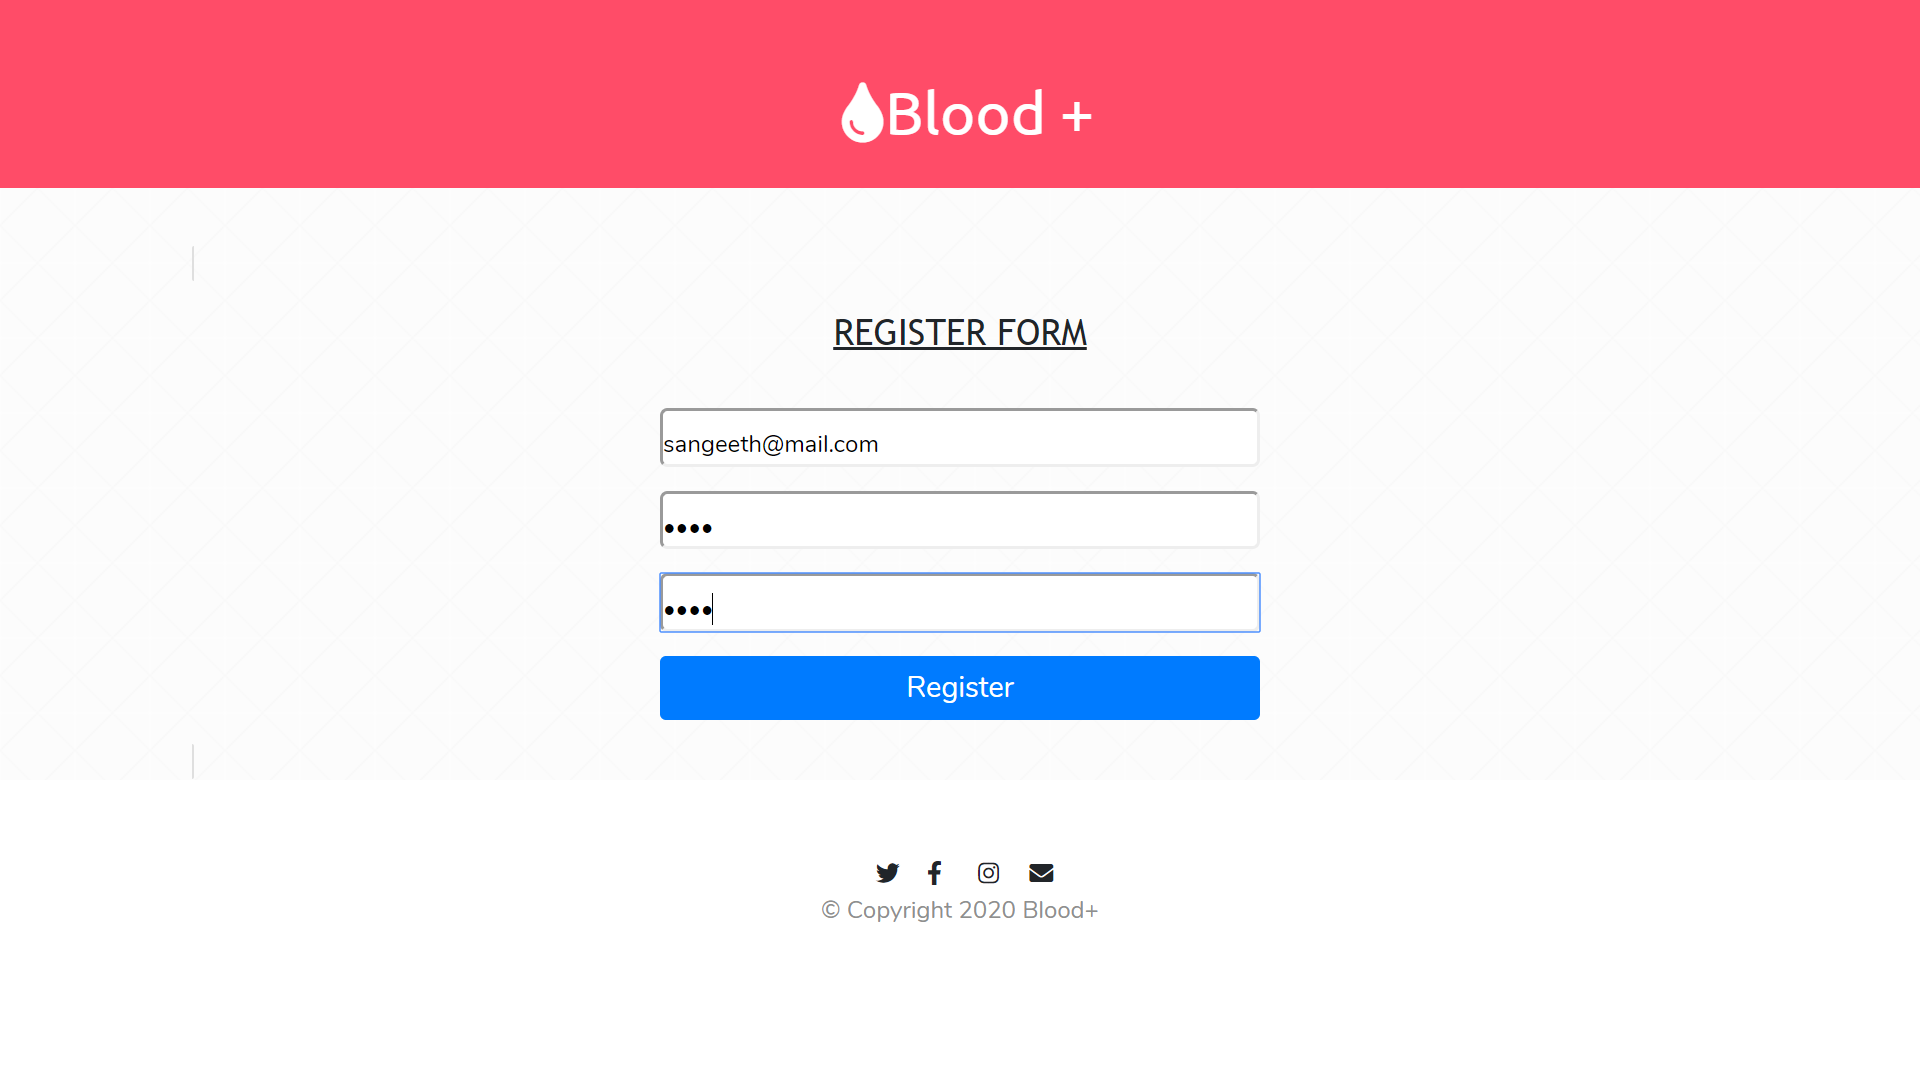 Blood +
REGISTER FORM
sangeeth@mail.com
••••
••••
Register
© Copyright 2020 Blood+